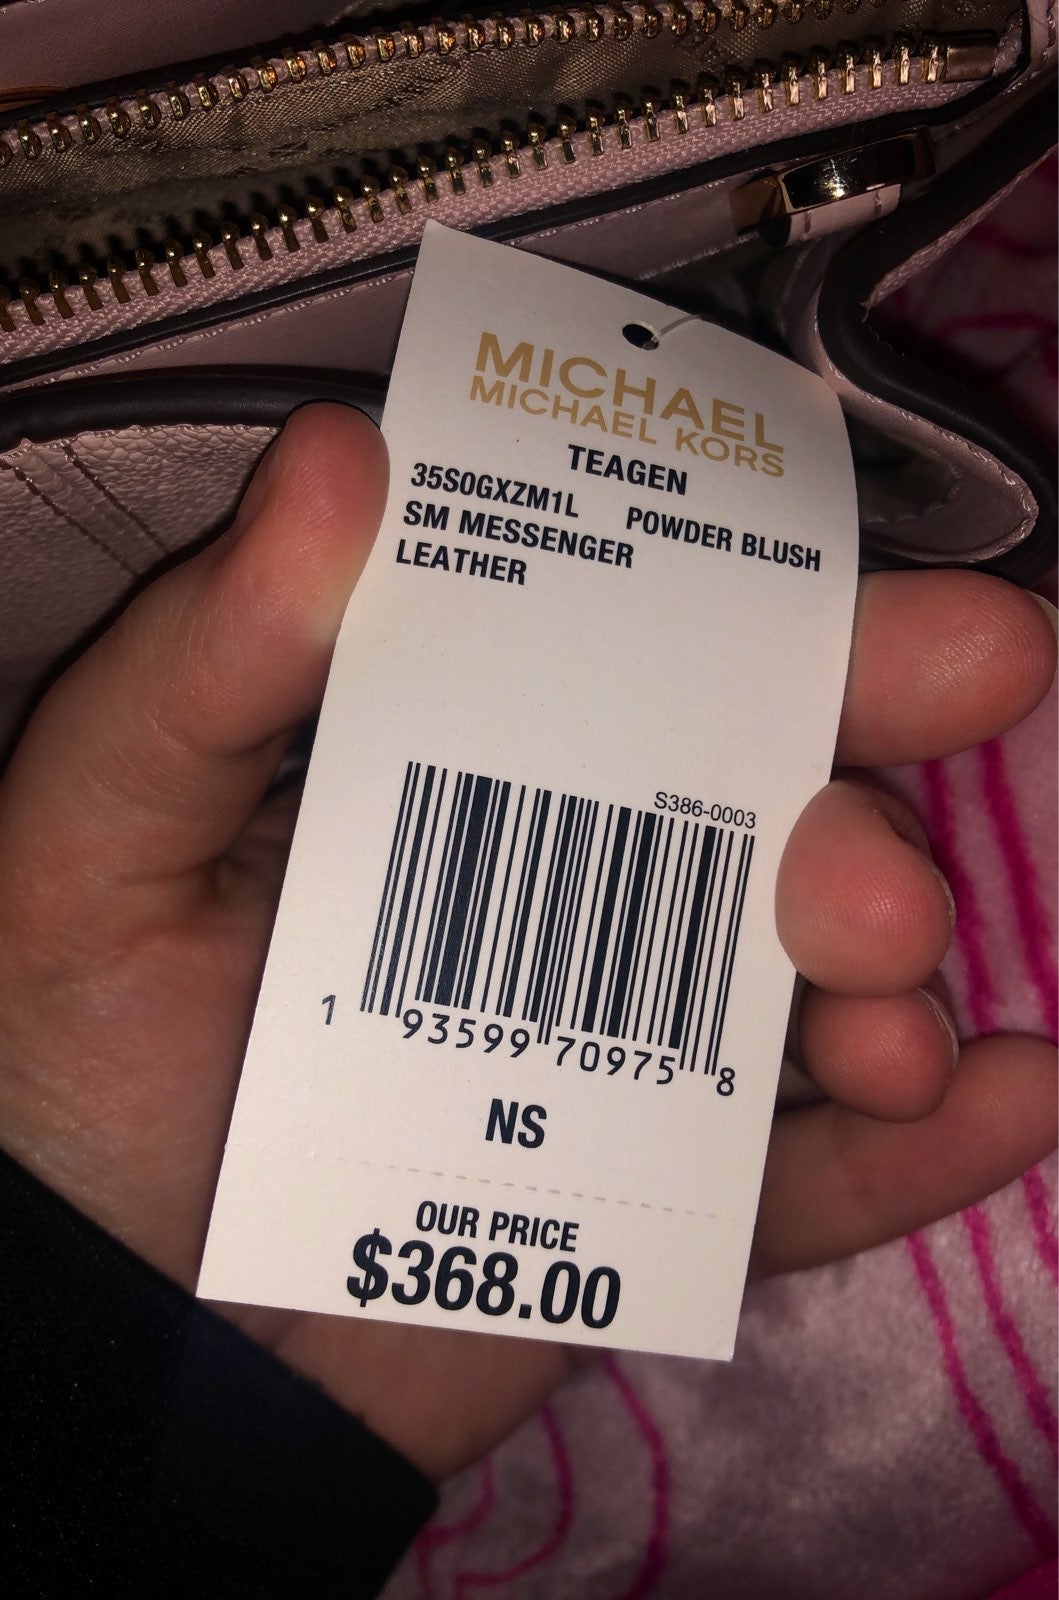 MICHAEL
MICHAEL KORS
TEAGEN
35S0GXZM1L POWDER BLUSH
SM MESSENGER
LEATHER
S386-0003
1 93599 70975 8
NS
OUR PRICE
$368.00